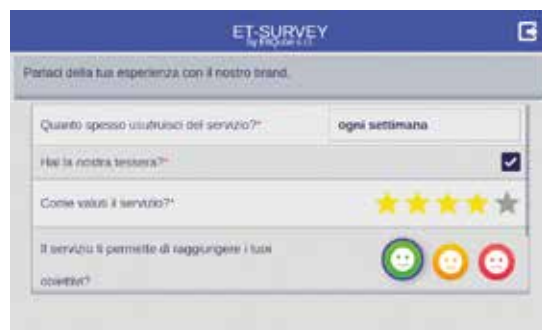 ET-SURVEY
by ETQube s.r.l.
Parlaci della tua esperienza con il nostro brand.
Quanto spesso usufruisci del servizio?*
ogni settimana
Hai la nostra tessera?*
Come valuti il servizio?*
Il servizio ti permette di raggiungere i tuoi
obiettivi?